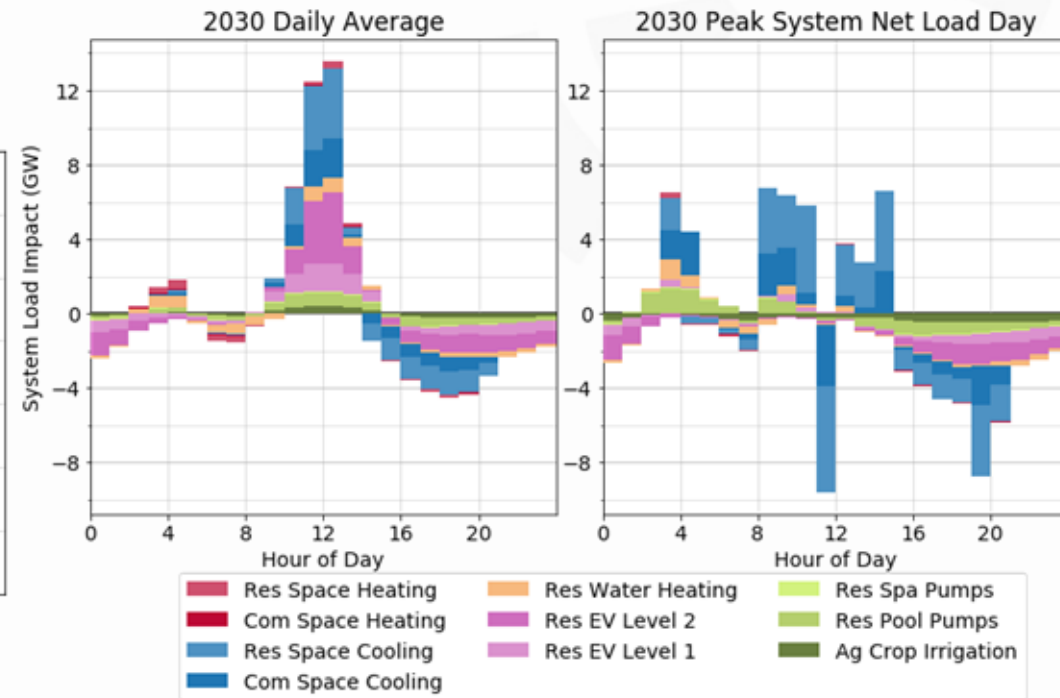 2030 Daily Average
2030 Peak System Net Load Day
System Load Impact (GW)
12
8
4
0
−4
−8
0 4 8 12 16 20
Hour of Day
12
8
4
0
−4
−8
0 4 8 12 16 20
Hour of Day
Res Space Heating
Com Space Heating
Res Space Cooling
Com Space Cooling
Res Water Heating
Res EV Level 2
Res EV Level 1
Res Spa Pumps
Res Pool Pumps
Ag Crop Irrigation